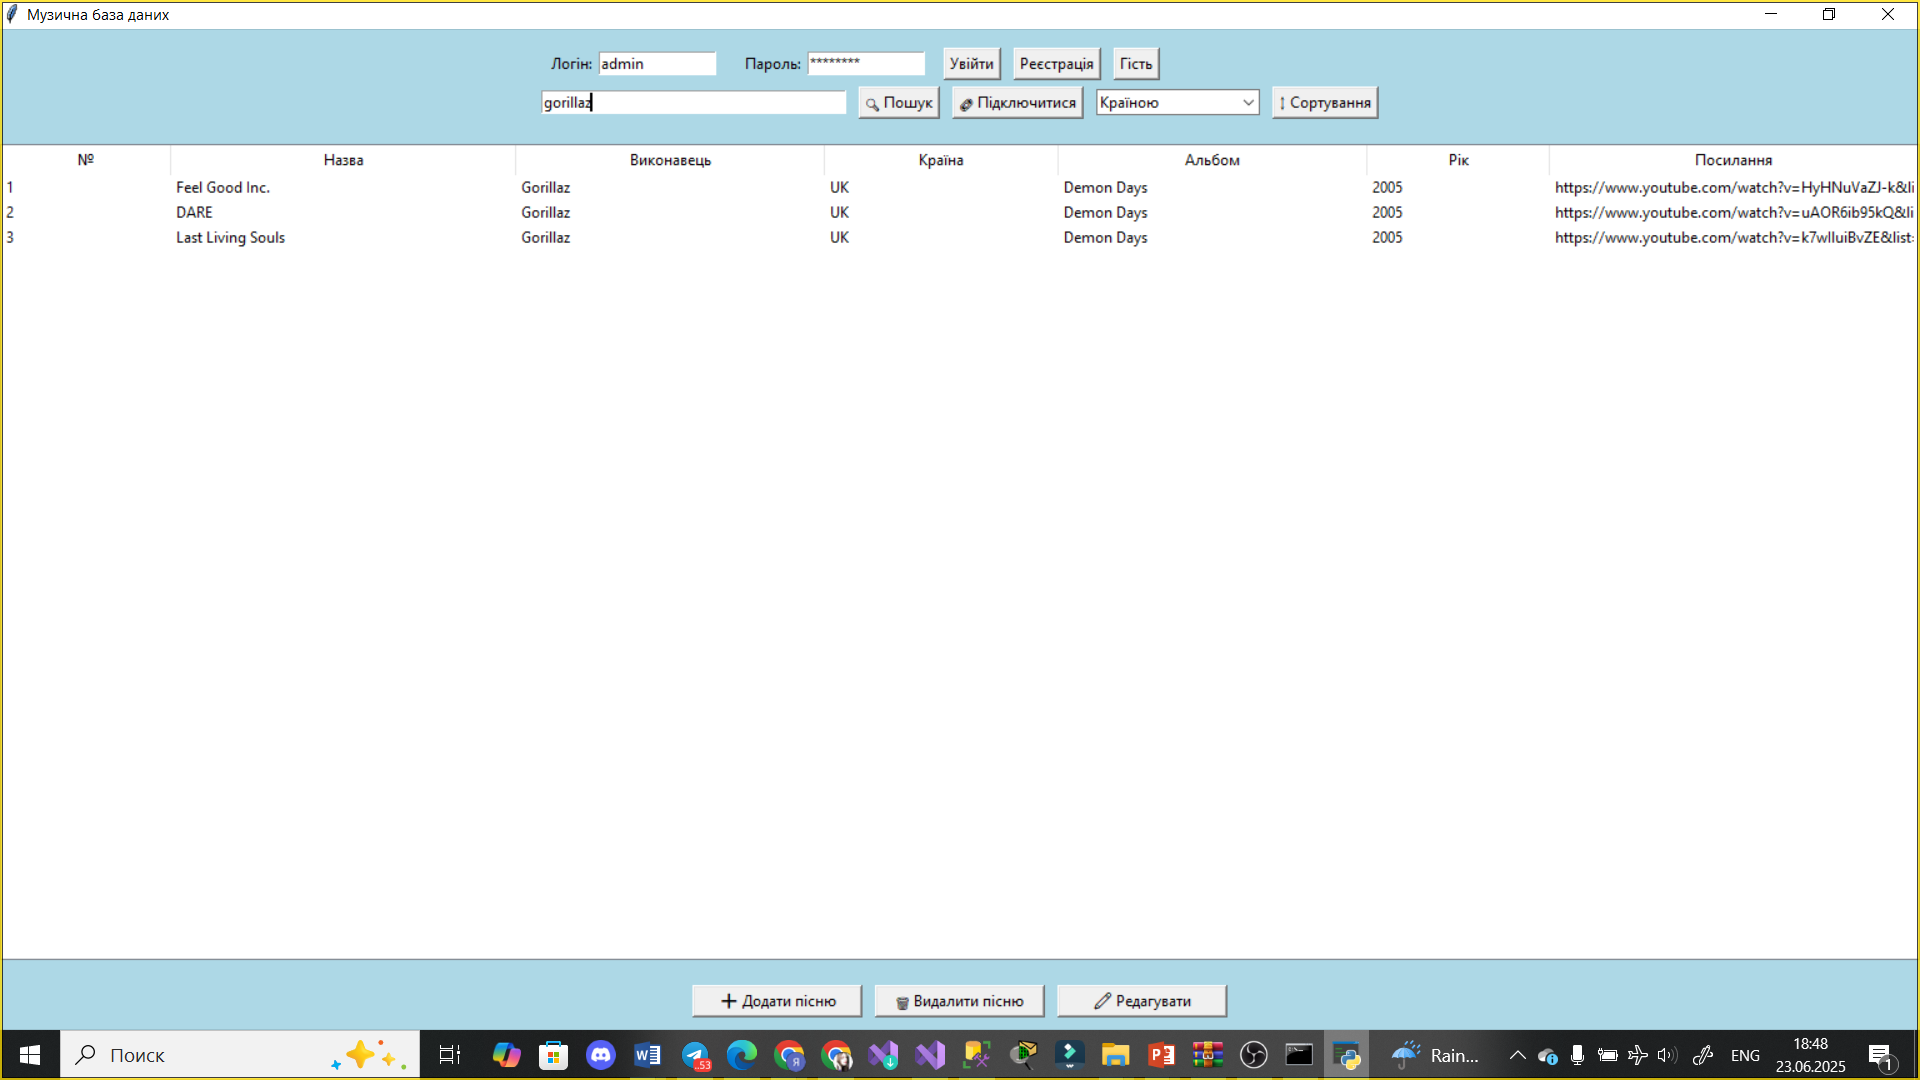 Музична база даних
Логін: admin Пароль: ******** Увійти Реєстрація Гість
gorillaz Пошук Підключитися Країною Сортування
№ Назва Виконавець Країна Альбом Рік Посилання
1 Feel Good Inc. Gorillaz UK Demon Days 2005 https://www.youtube.com/watch?v=HyHNuVaZJ-k&li
2 DARE Gorillaz UK Demon Days 2005 https://www.youtube.com/watch?v=uAOR6ib95kQ&li
3 Last Living Souls Gorillaz UK Demon Days 2005 https://www.youtube.com/watch?v=k7wlIuiBvZE&list
Додати пісню Видалити пісню Редагувати
Поиск 53 Rain... ENG 18:48
23.06.2025 1